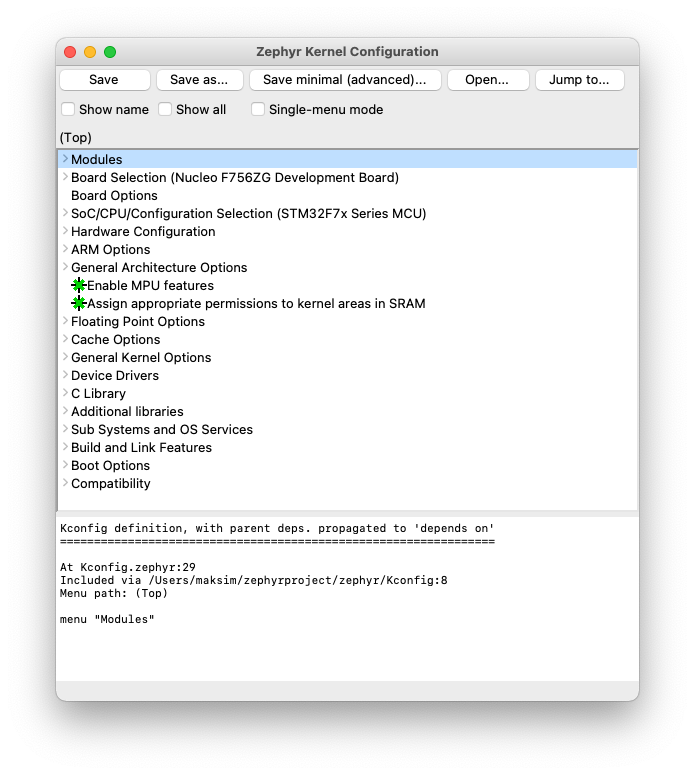 Zephyr Kernel Configuration
Save Save as... Save minimal (advanced)... Open... Jump to...
Show name Show all Single-menu mode
(Top)
Modules
Board Selection (Nucleo F756ZG Development Board)
Board Options
SoC/CPU/Configuration Selection (STM32F7x Series MCU)
Hardware Configuration
ARM Options
General Architecture Options
Enable MPU features
Assign appropriate permissions to kernel areas in SRAM
Floating Point Options
Cache Options
General Kernel Options
Device Drivers
C Library
Additional libraries
Sub Systems and OS Services
Build and Link Features
Boot Options
Compatibility
Kconfig definition, with parent deps. propagated to 'depends on'
================================================================
At Kconfig.zephyr:29
Included via /Users/maksim/zephyrproject/zephyr/Kconfig:8
Menu path: (Top)
menu "Modules"